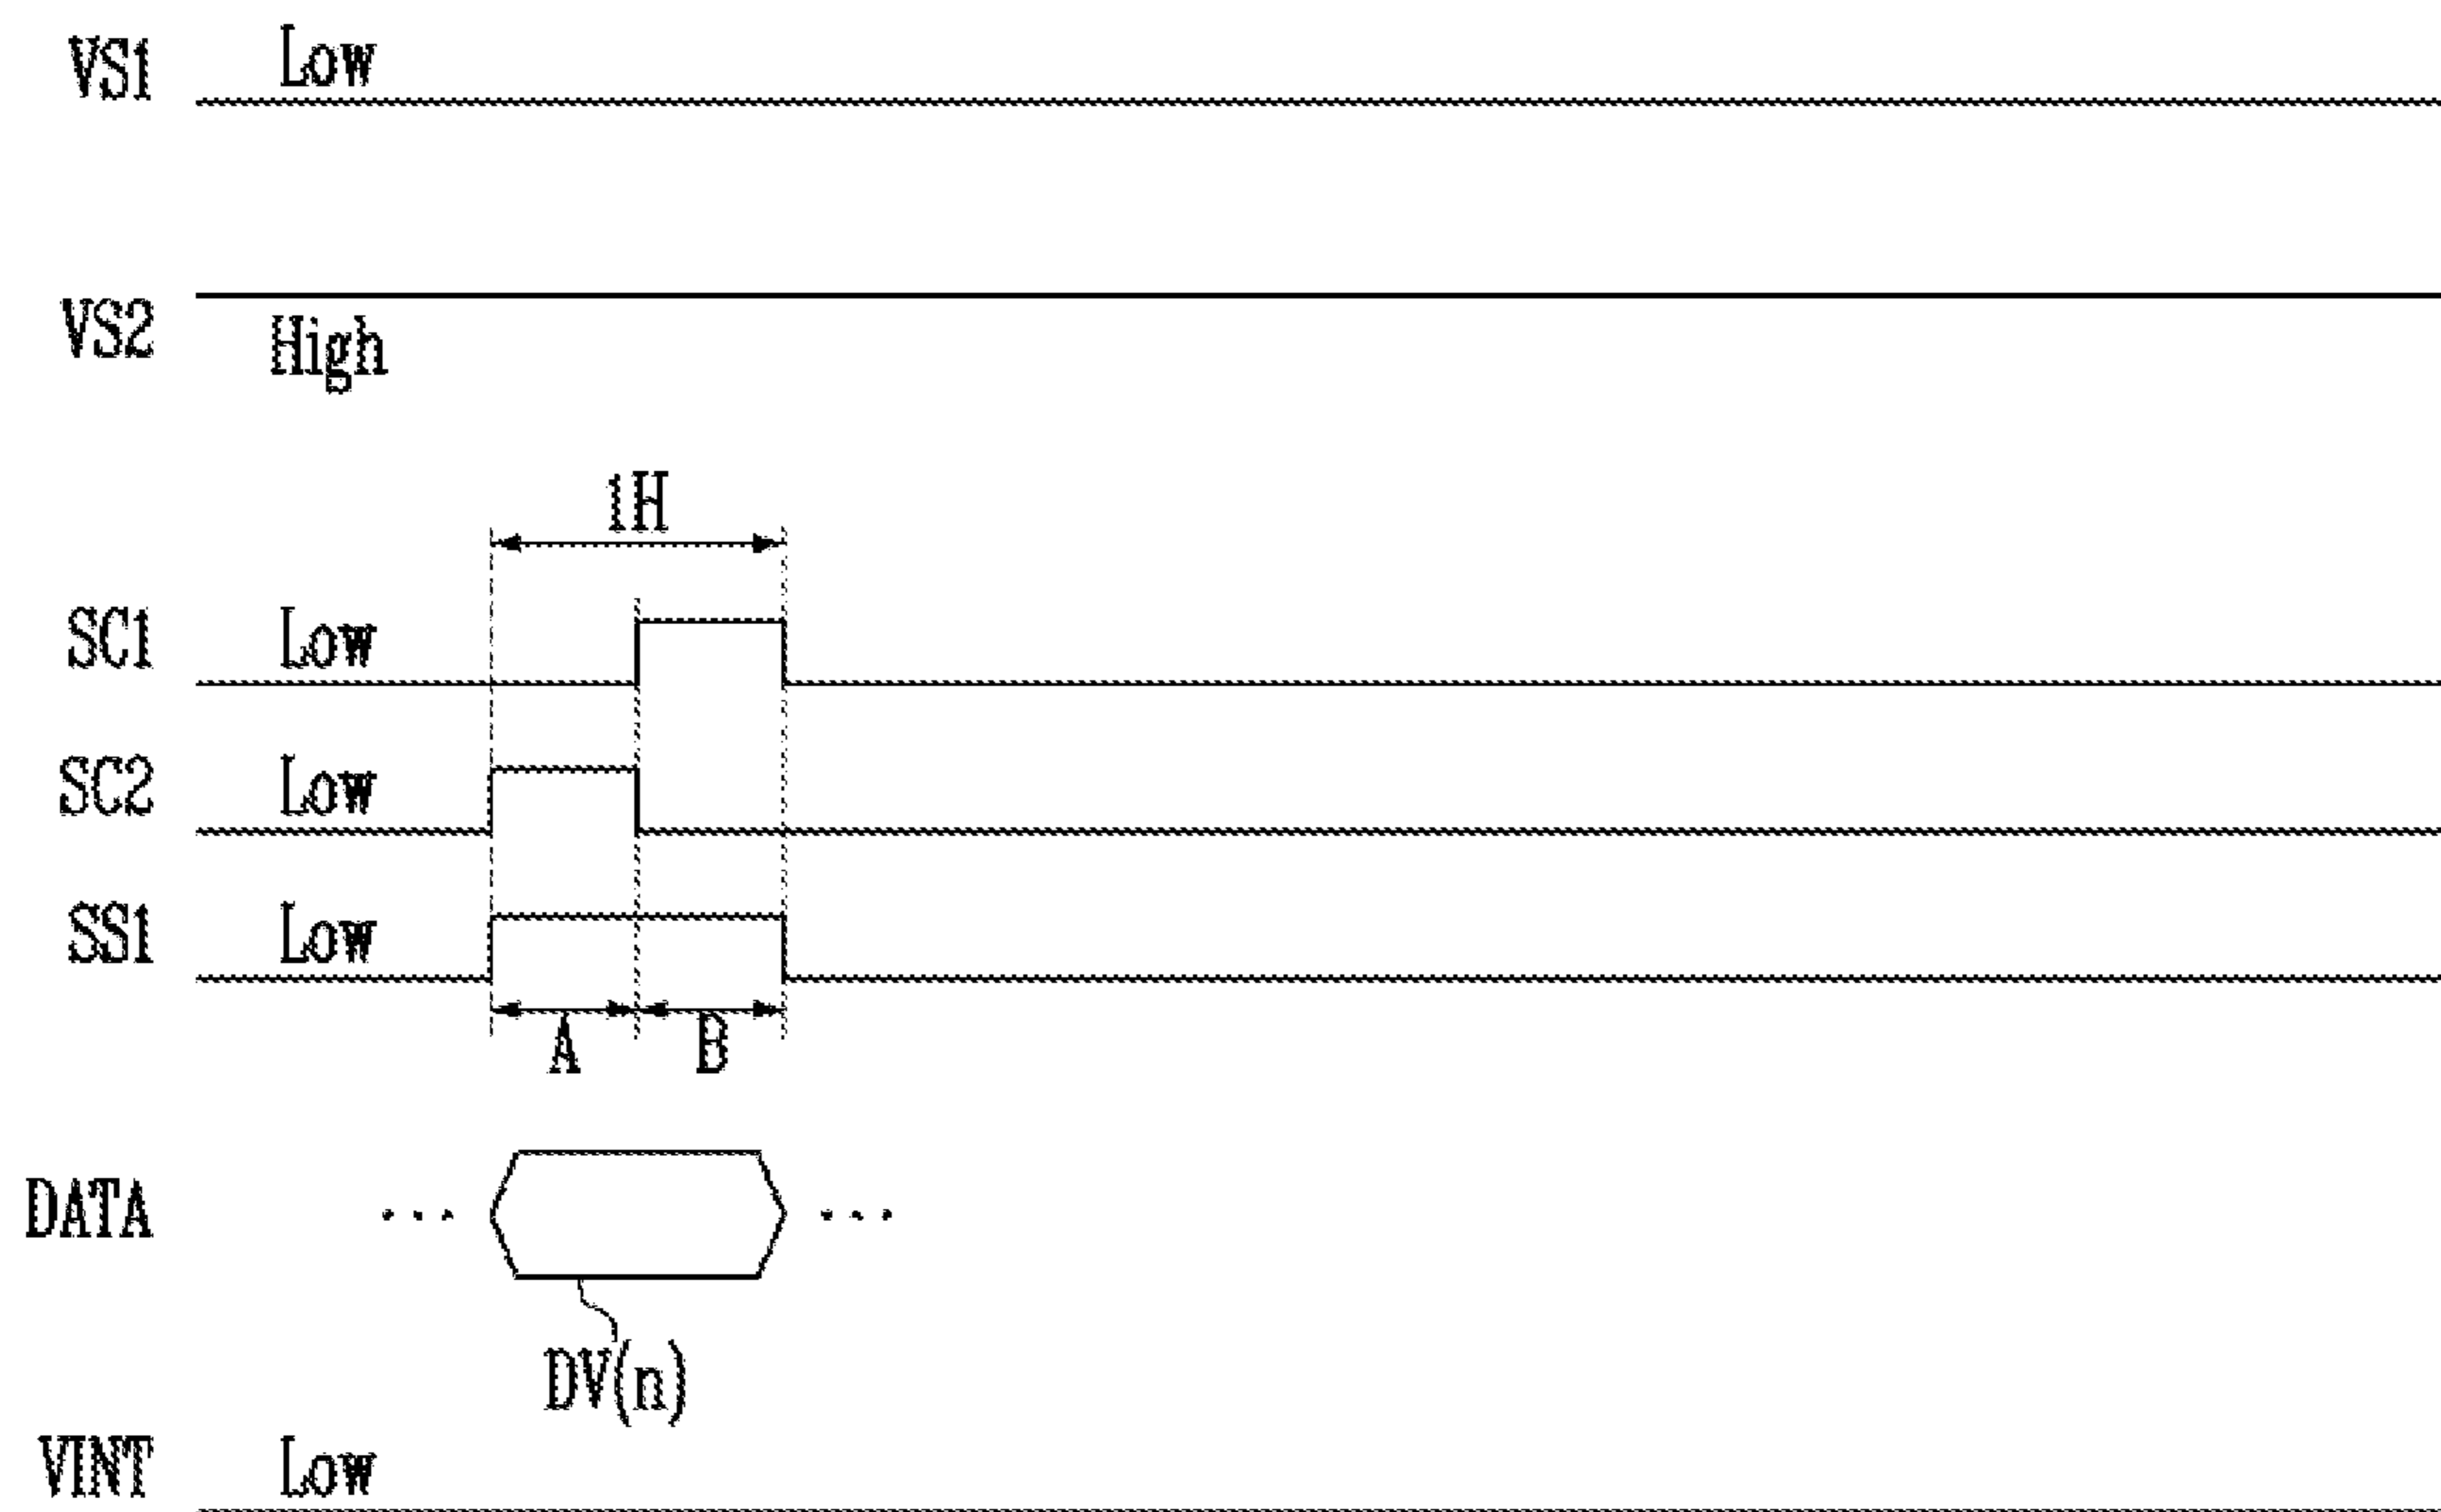 VS1 Low
VS2 High
1H
SC1 Low
SC2 Low
SS1 Low
A B
DATA ... ...
DV(n)
VINT Low